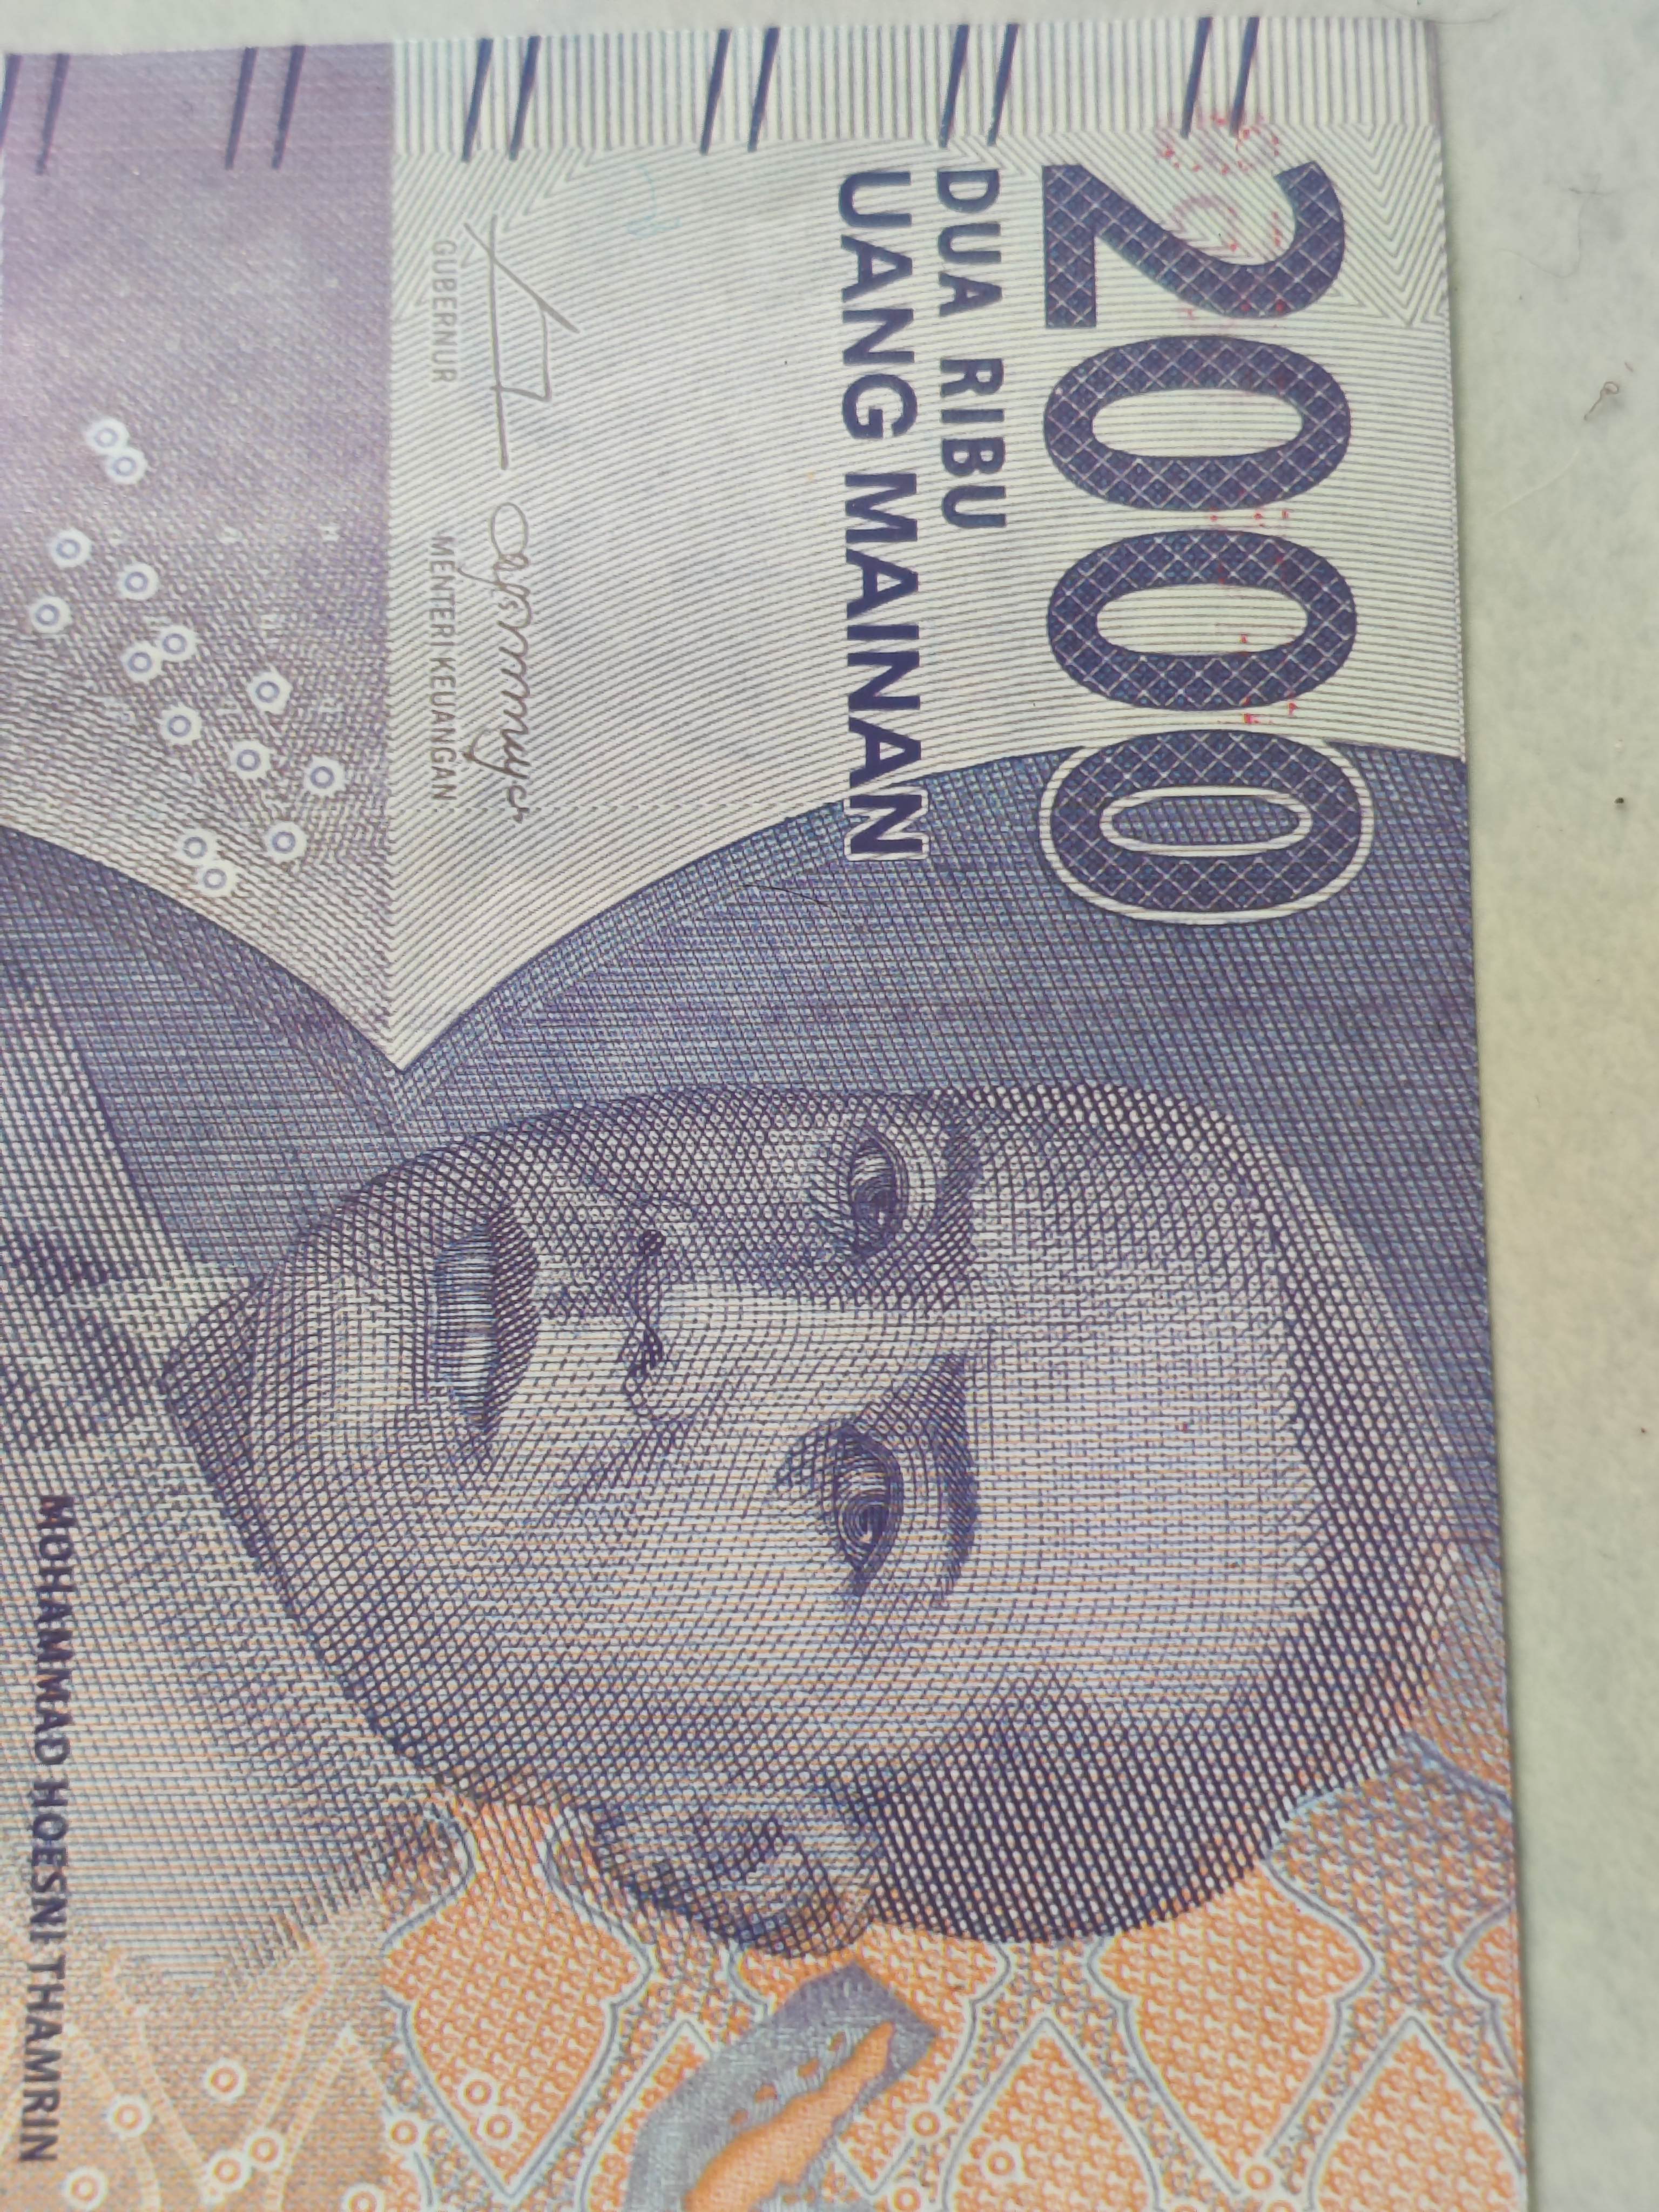 2000
DUA RIBU
UANG MAINAN
GUBERNUR
MENTERI KEUANGAN
MOHAMMAD HOESNI THAMRIN